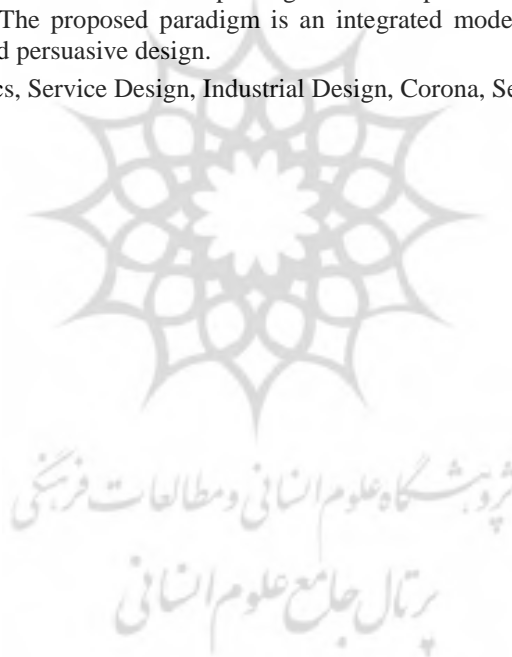 The proposed paradigm is an integrated mode
d persuasive design.
cs, Service Design, Industrial Design, Corona, Se
پژوهشگاه علوم انسانی و مطالعات فرهنگی
پرتال جامع علوم انسانی